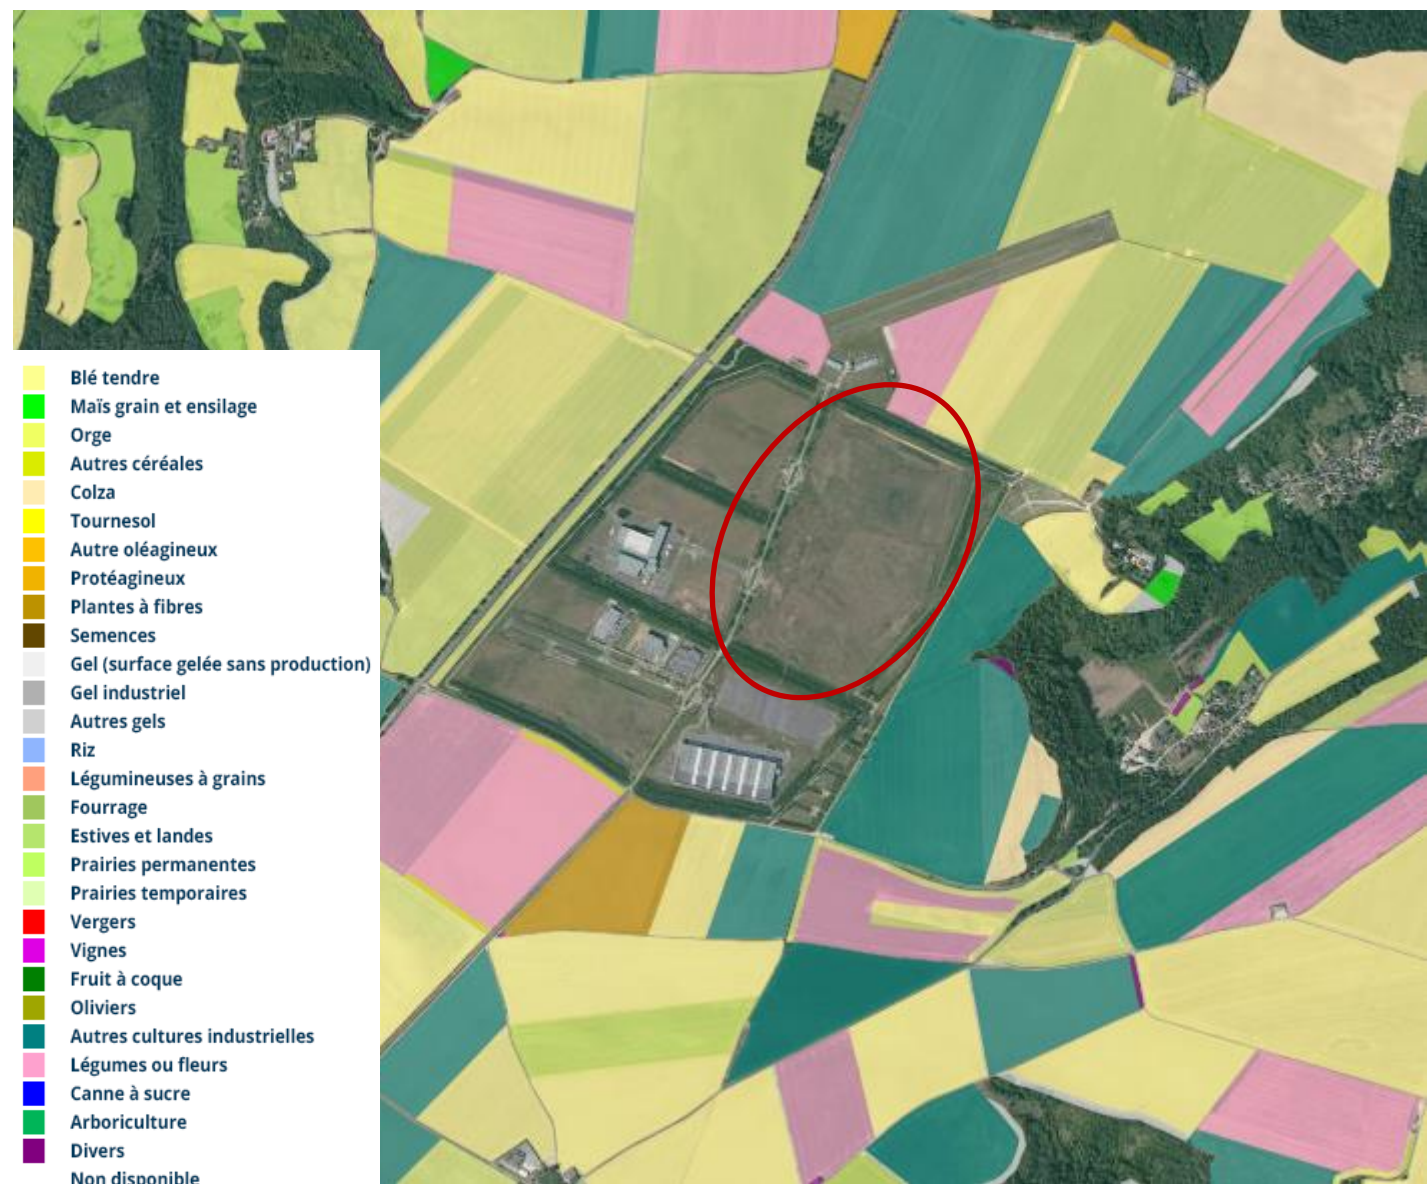 Blé tendre
Maïs grain et ensilage
Orge
Autres céréales
Colza
Tournesol
Autre oléagineux
Protéagineux
Plantes à fibres
Semences
Gel (surface gelée sans production)
Gel industriel
Autres gels
Riz
Légumineuses à grains
Fourrage
Estives et landes
Prairies permanentes
Prairies temporaires
Vergers
Vignes
Fruit à coque
Oliviers
Autres cultures industrielles
Légumes ou fleurs
Canne à sucre
Arboriculture
Divers
Non disponible